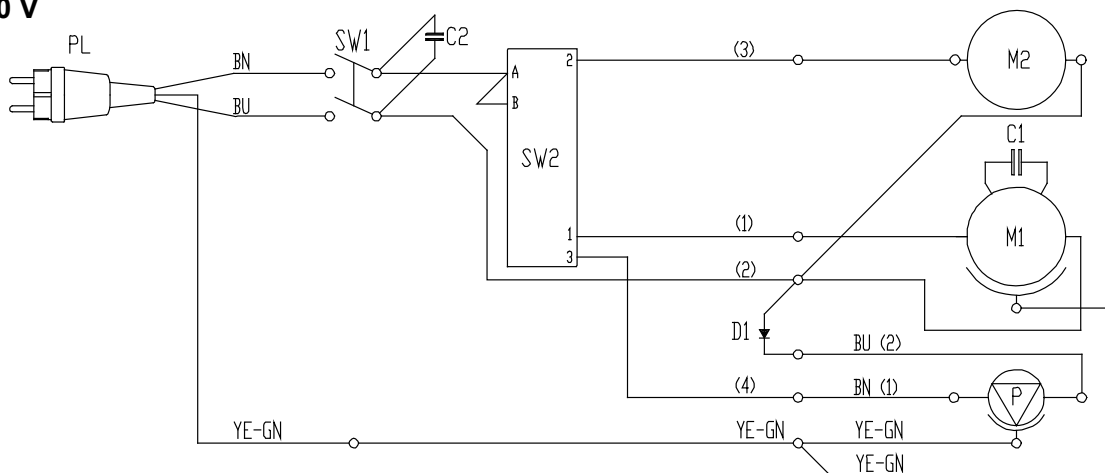 0 V
PL
SW1
C2
BN
BU
A
B
2
SW2
1
3
(3)
M2
C1
(1)
M1
(2)
D1
BU (2)
(4)
BN (1)
P
YE-GN
YE-GN
YE-GN
YE-GN